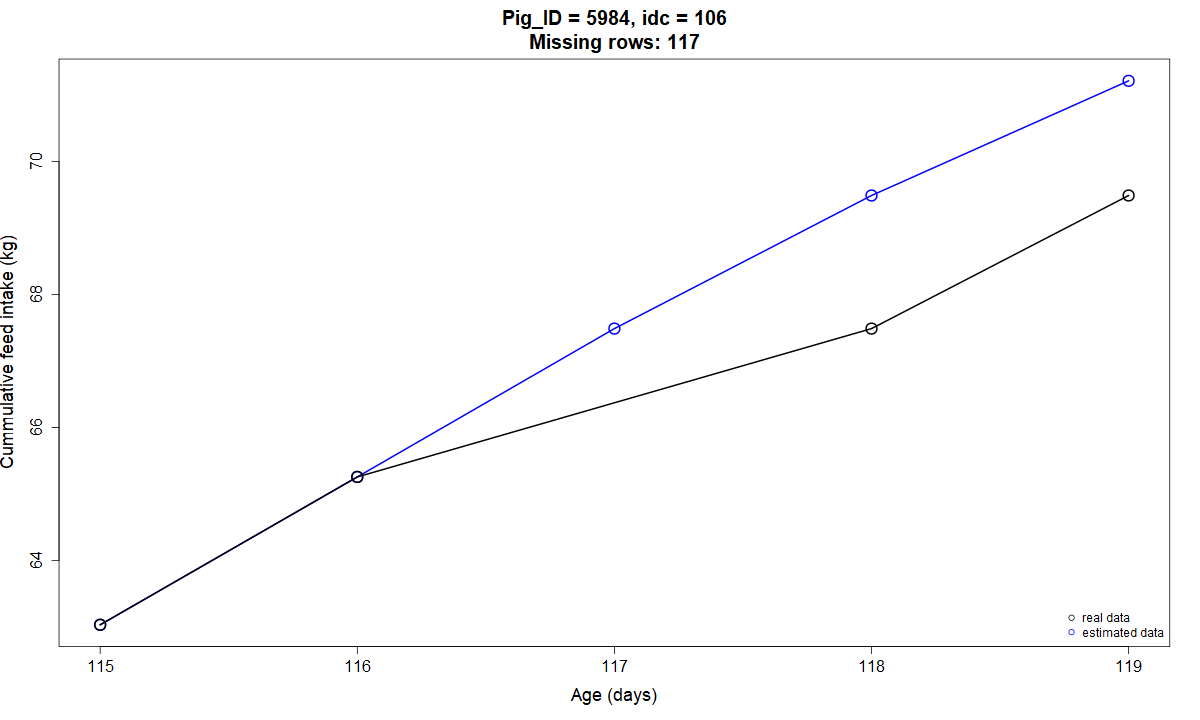 Pig_ID = 5984, idc = 106
Missing rows: 117
Cummulative feed intake (kg)
70
68
66
64
real data
estimated data
115 116 117 118 119
Age (days)